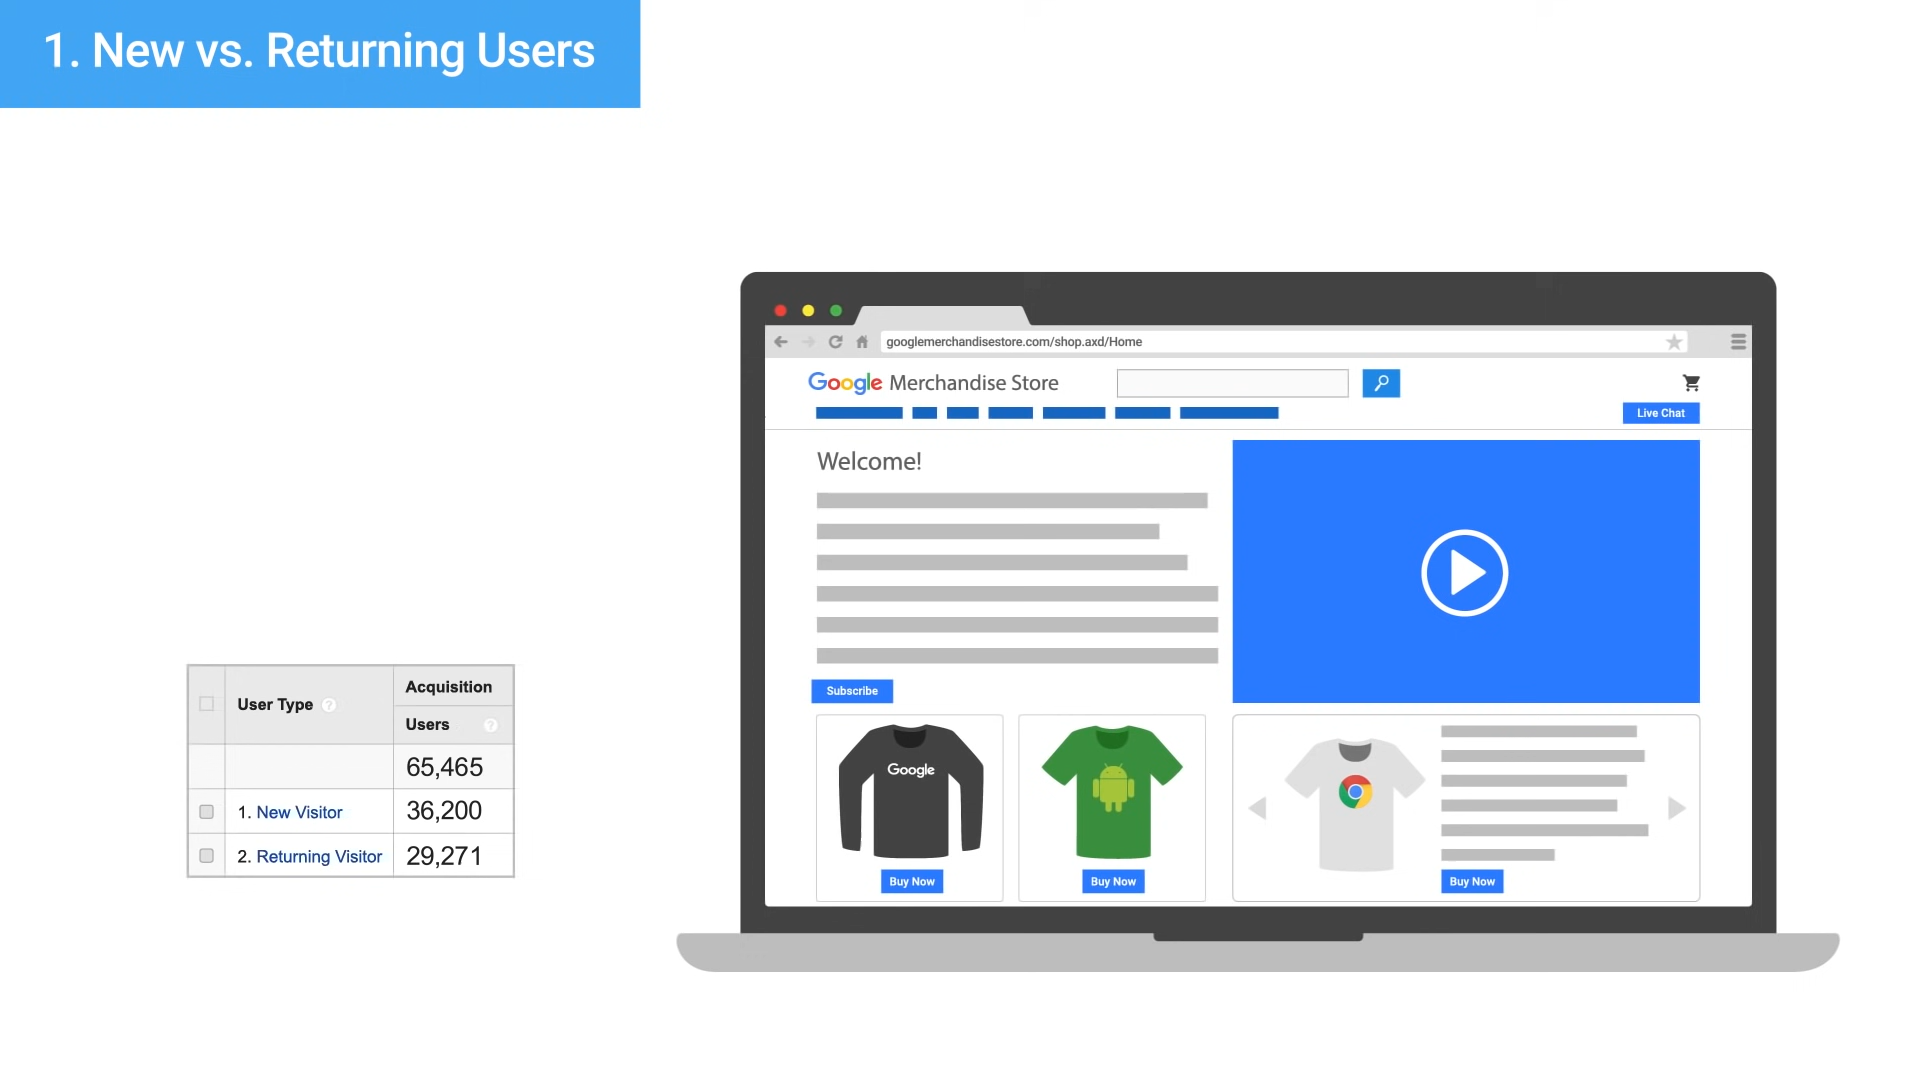 1. New vs. Returning Users
googlemerchandisestore.com/shop.axd/Home
Google Merchandise Store
Live Chat
Welcome!
Subscribe
Google
Buy Now
Buy Now
Buy Now
User Type ?
Acquisition
Users ?
65,465
1. New Visitor 36,200
2. Returning Visitor 29,271